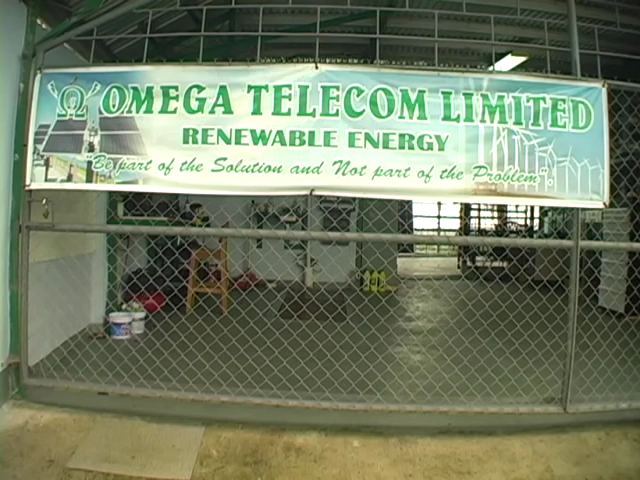 Ω OMEGA TELECOM LIMITED
RENEWABLE ENERGY
"Be part of the Solution and Not part of the Problem".